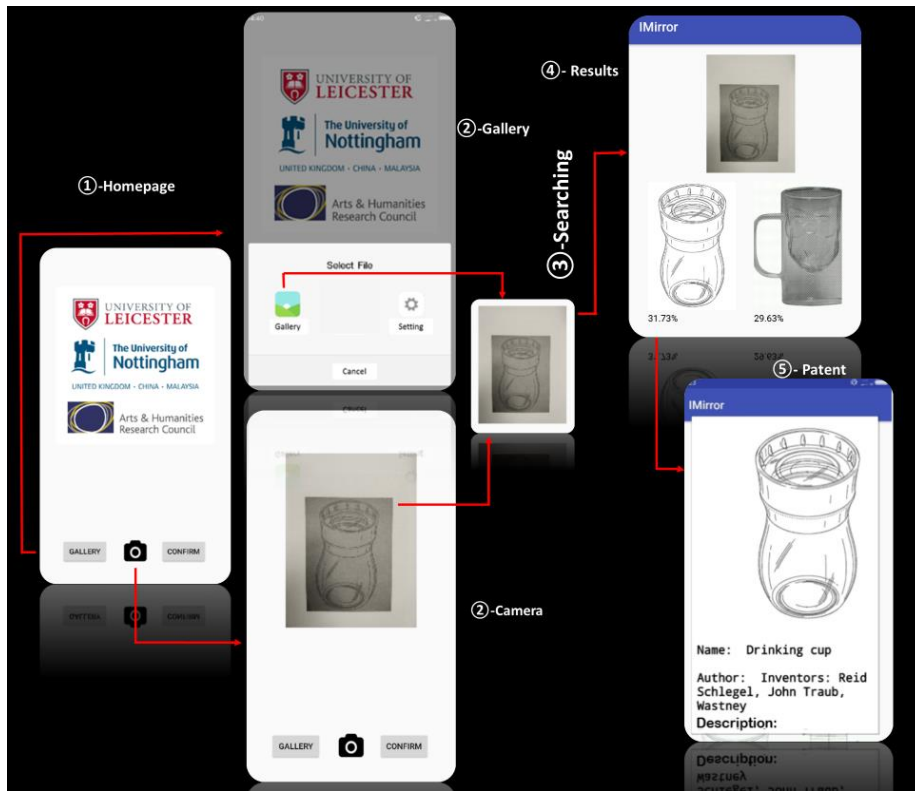 ①-Homepage
UNIVERSITY OF
LEICESTER
The University of
Nottingham
UNITED KINGDOM · CHINA · MALAYSIA
Arts & Humanities
Research Council
GALLERY
CONFIRM
②-Gallery
UNIVERSITY OF
LEICESTER
The University of
Nottingham
UNITED KINGDOM · CHINA · MALAYSIA
Arts & Humanities
Research Council
Select File
Gallery
Setting
Cancel
②-Camera
GALLERY
CONFIRM
③-Searching
④- Results
IMirror
31.73%
29.63%
⑤- Patent
IMirror
Name: Drinking cup
Author: Inventors: Reid
Schlegel, John Traub,
Wastney
Description: